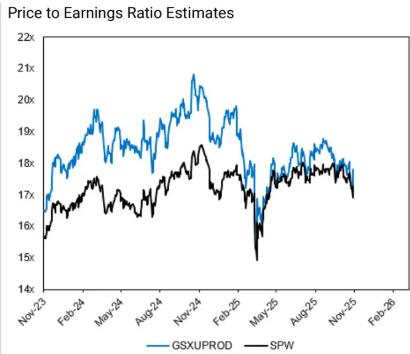 Price to Earnings Ratio Estimates
22x
21x
20x
19x
18x
17x
16x
15x
14x
Nov-23
Feb-24
May-24
Aug-24
Nov-24
Feb-25
May-25
Aug-25
Nov-25
Feb-26
GSXUPROD
SPW